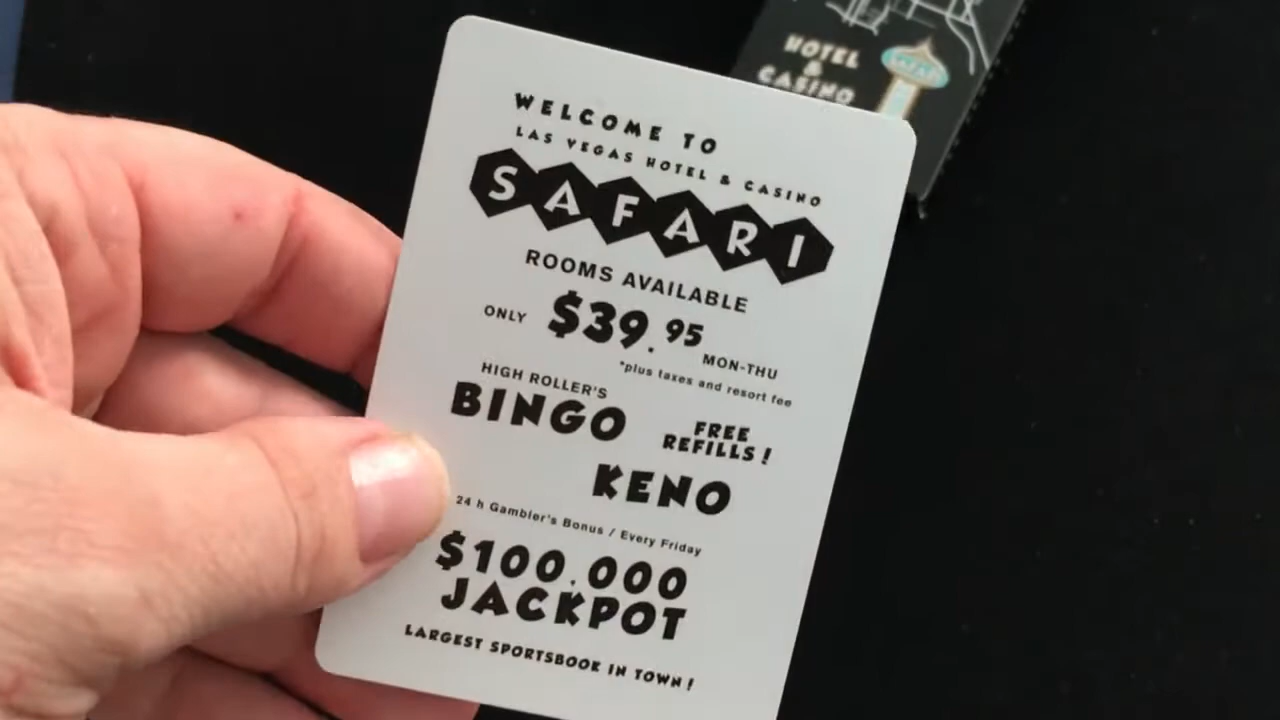 HOTEL
&
CASINO
WELCOME TO
LAS VEGAS HOTEL & CASINO
SAFARI
ROOMS AVAILABLE
ONLY $39.95 MON-THU
*plus taxes and resort fee
HIGH ROLLER'S
BINGO
FREE
REFILLS!
KENO
24 h Gambler's Bonus / Every Friday
$100.000
JACKPOT
LARGEST SPORTSBOOK IN TOWN!